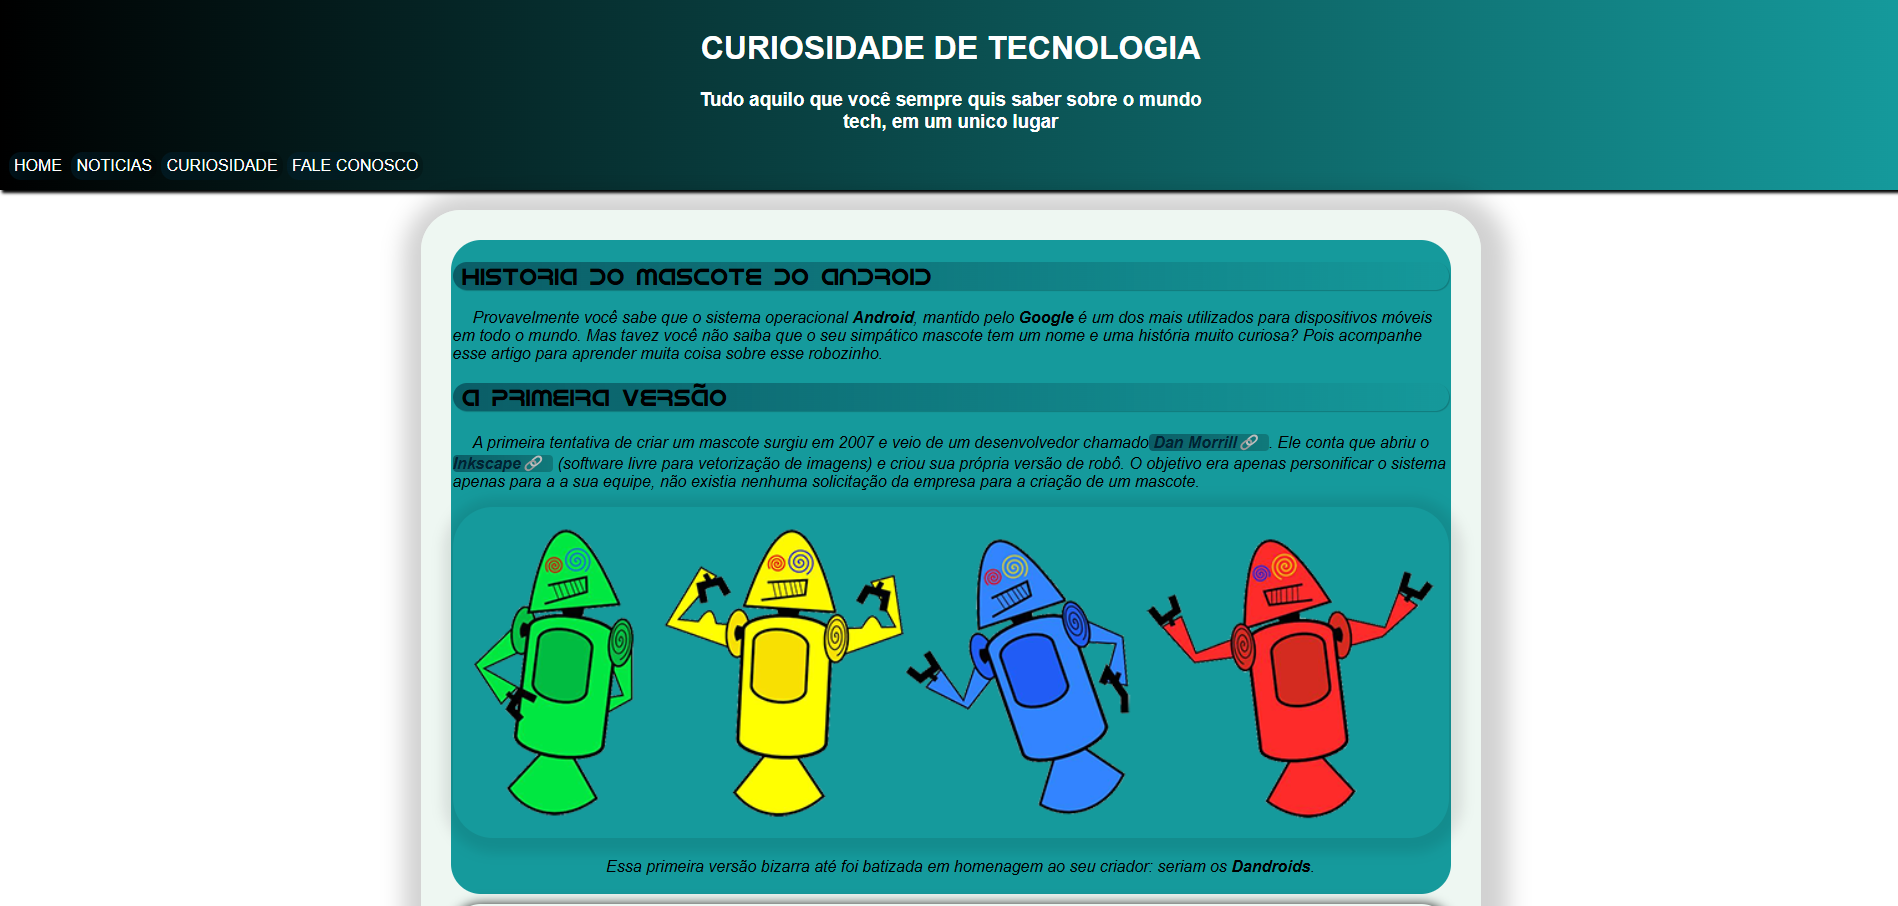 CURIOSIDADE DE TECNOLOGIA
Tudo aquilo que você sempre quis saber sobre o mundo
tech, em um unico lugar
HOME NOTICIAS CURIOSIDADE FALE CONOSCO
HISTORIA DO MASCOTE DO ANDROID
Provavelmente você sabe que o sistema operacional Android, mantido pelo Google é um dos mais utilizados para dispositivos móveis
em todo o mundo. Mas tavez você não saiba que o seu simpático mascote tem um nome e uma história muito curiosa? Pois acompanhe
esse artigo para aprender muita coisa sobre esse robozinho.
A PRIMEIRA VERSÃO
A primeira tentativa de criar um mascote surgiu em 2007 e veio de um desenvolvedor chamado Dan Morrill. Ele conta que abriu o
Inkscape (software livre para vetorização de imagens) e criou sua própria versão de robô. O objetivo era apenas personificar o sistema
apenas para a a sua equipe, não existia nenhuma solicitação da empresa para a criação de um mascote.
Essa primeira versão bizarra até foi batizada em homenagem ao seu criador: seriam os Dandroids.